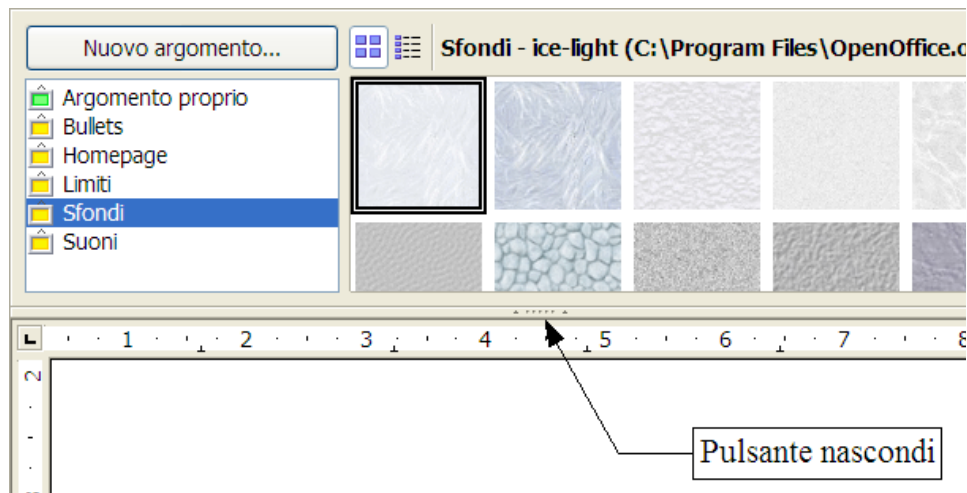 Nuovo argomento...
Sfondi - ice-light (C:\Program Files\OpenOffice.o
Argomento proprio
Bullets
Homepage
Limiti
Sfondi
Suoni
1 2 3 4 5 6 7 8
2
Pulsante nascondi